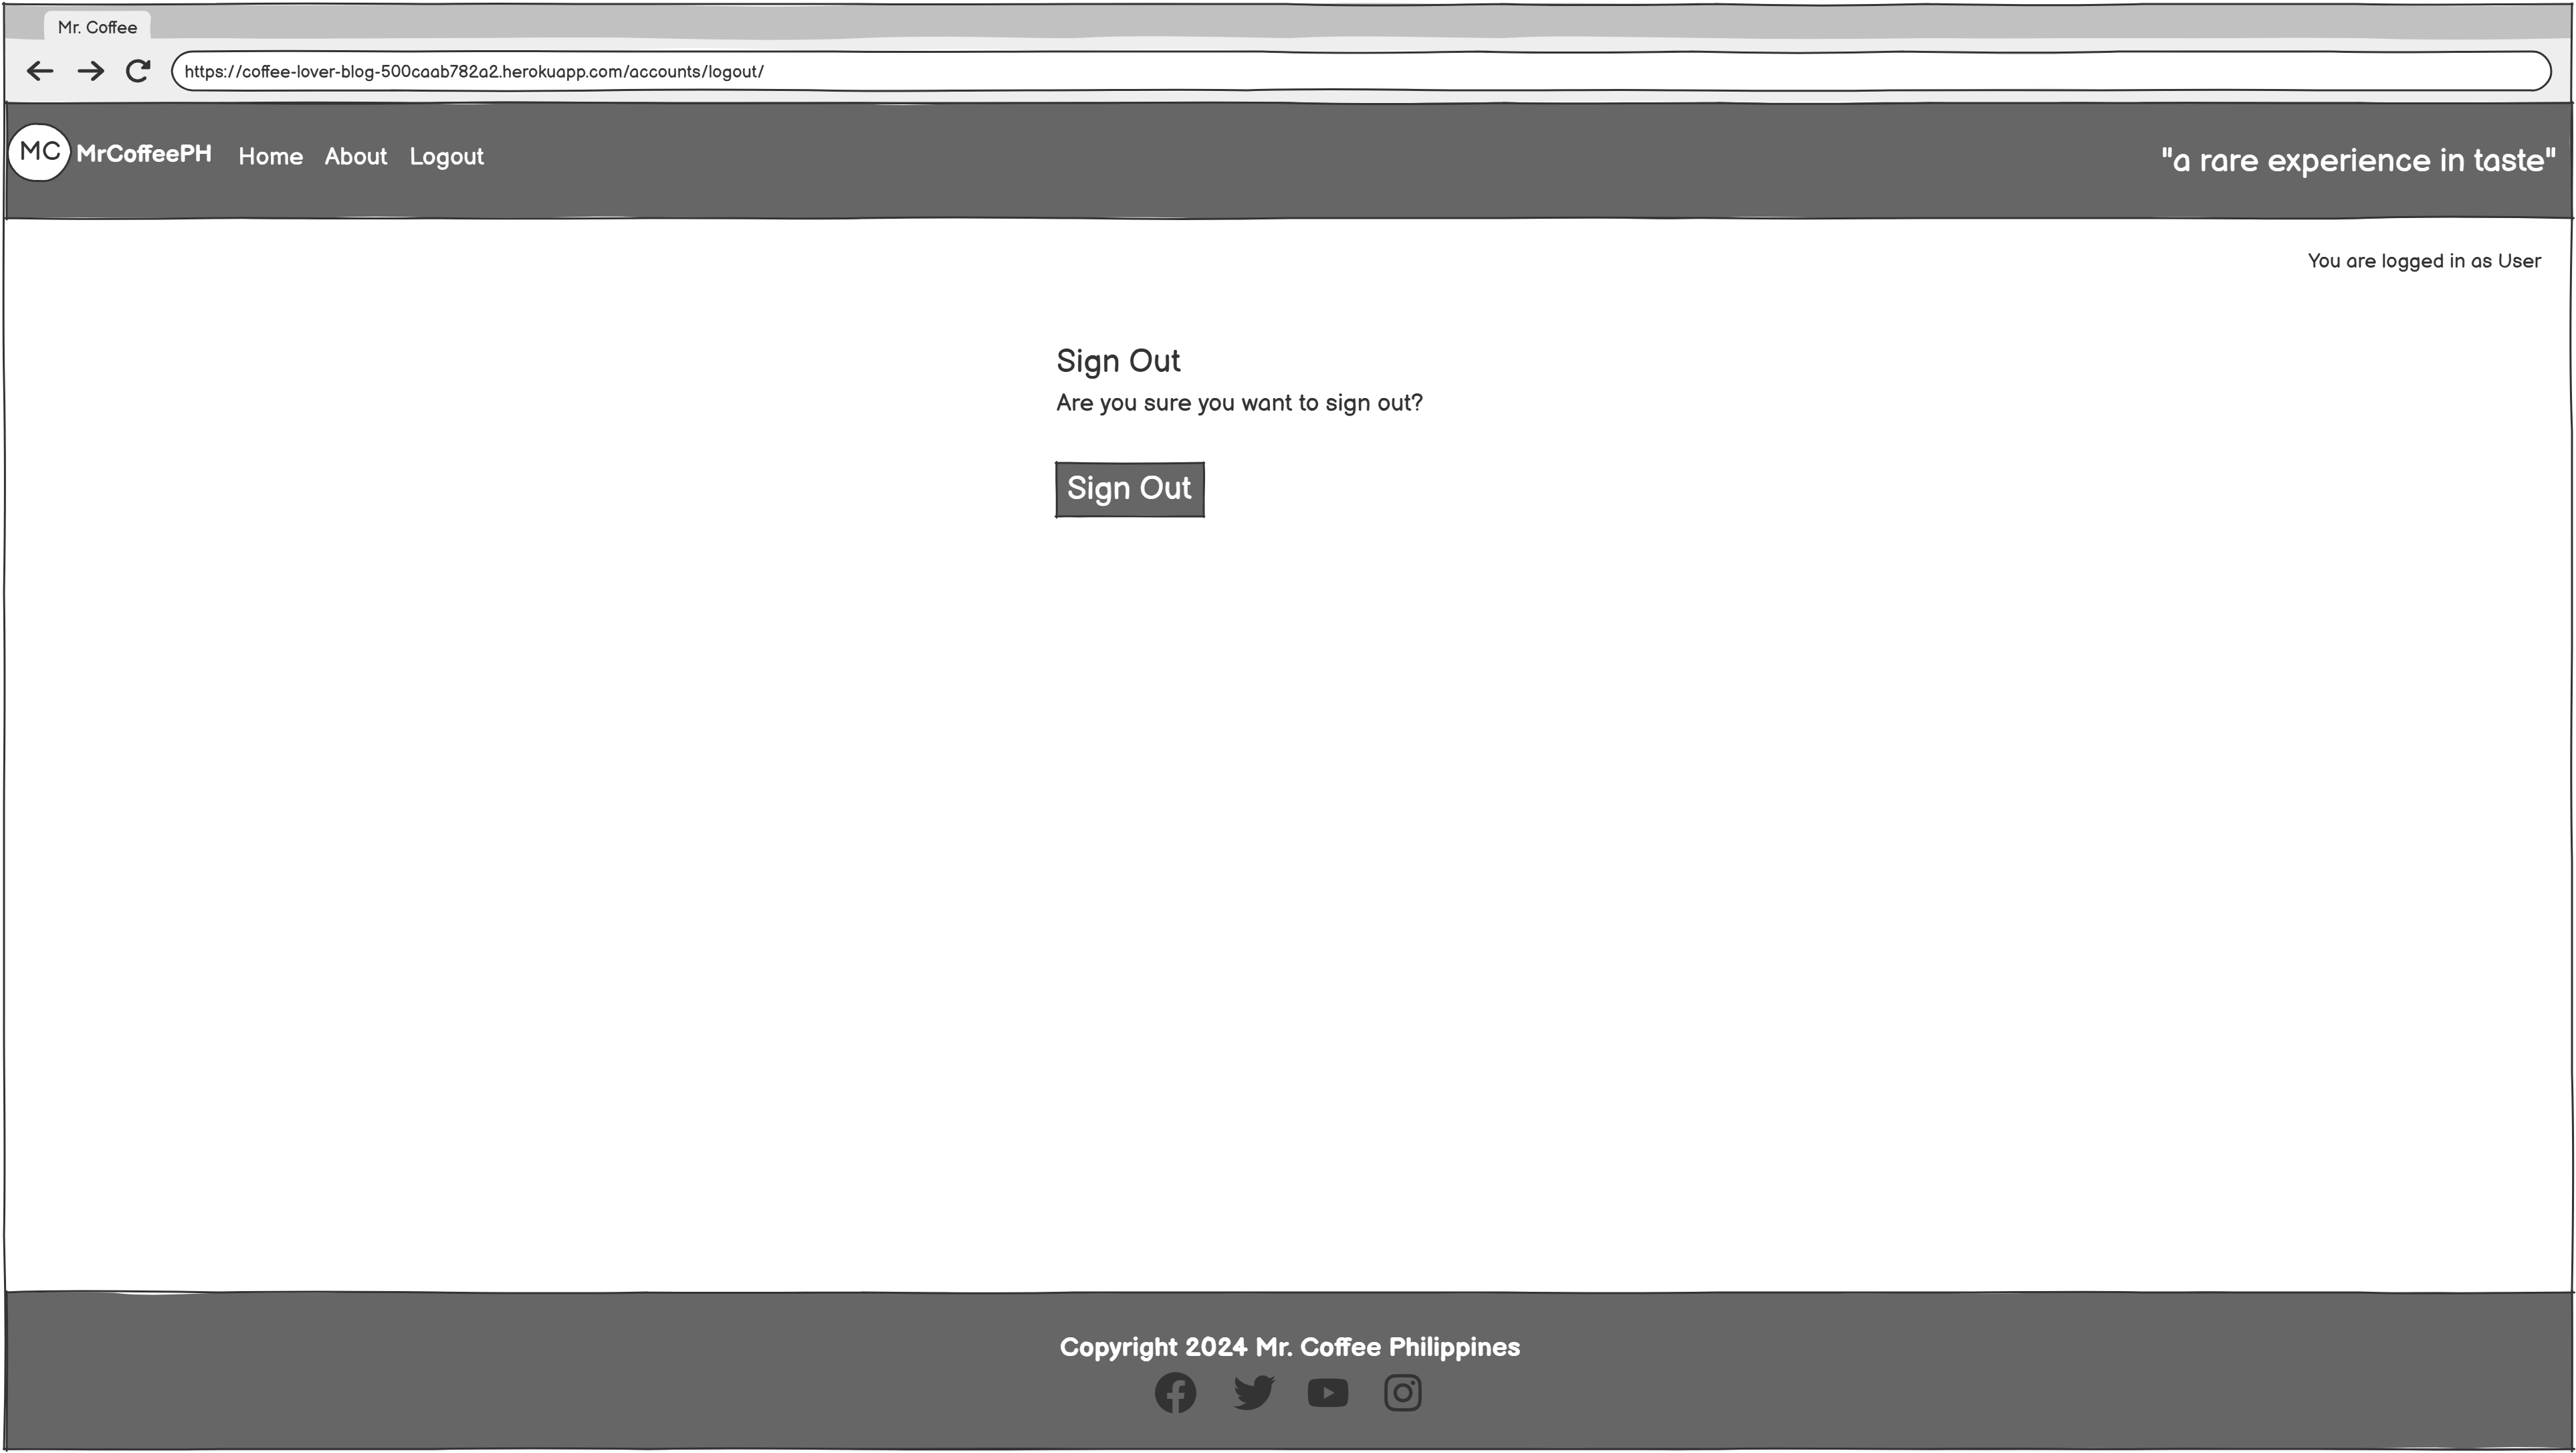 Mr. Coffee
https://coffee-lover-blog-500caab782a2.herokuapp.com/accounts/logout/
MC MrCoffeePH Home About Logout "a rare experience in taste"
You are logged in as User
Sign Out
Are you sure you want to sign out?
Sign Out
Copyright 2024 Mr. Coffee Philippines